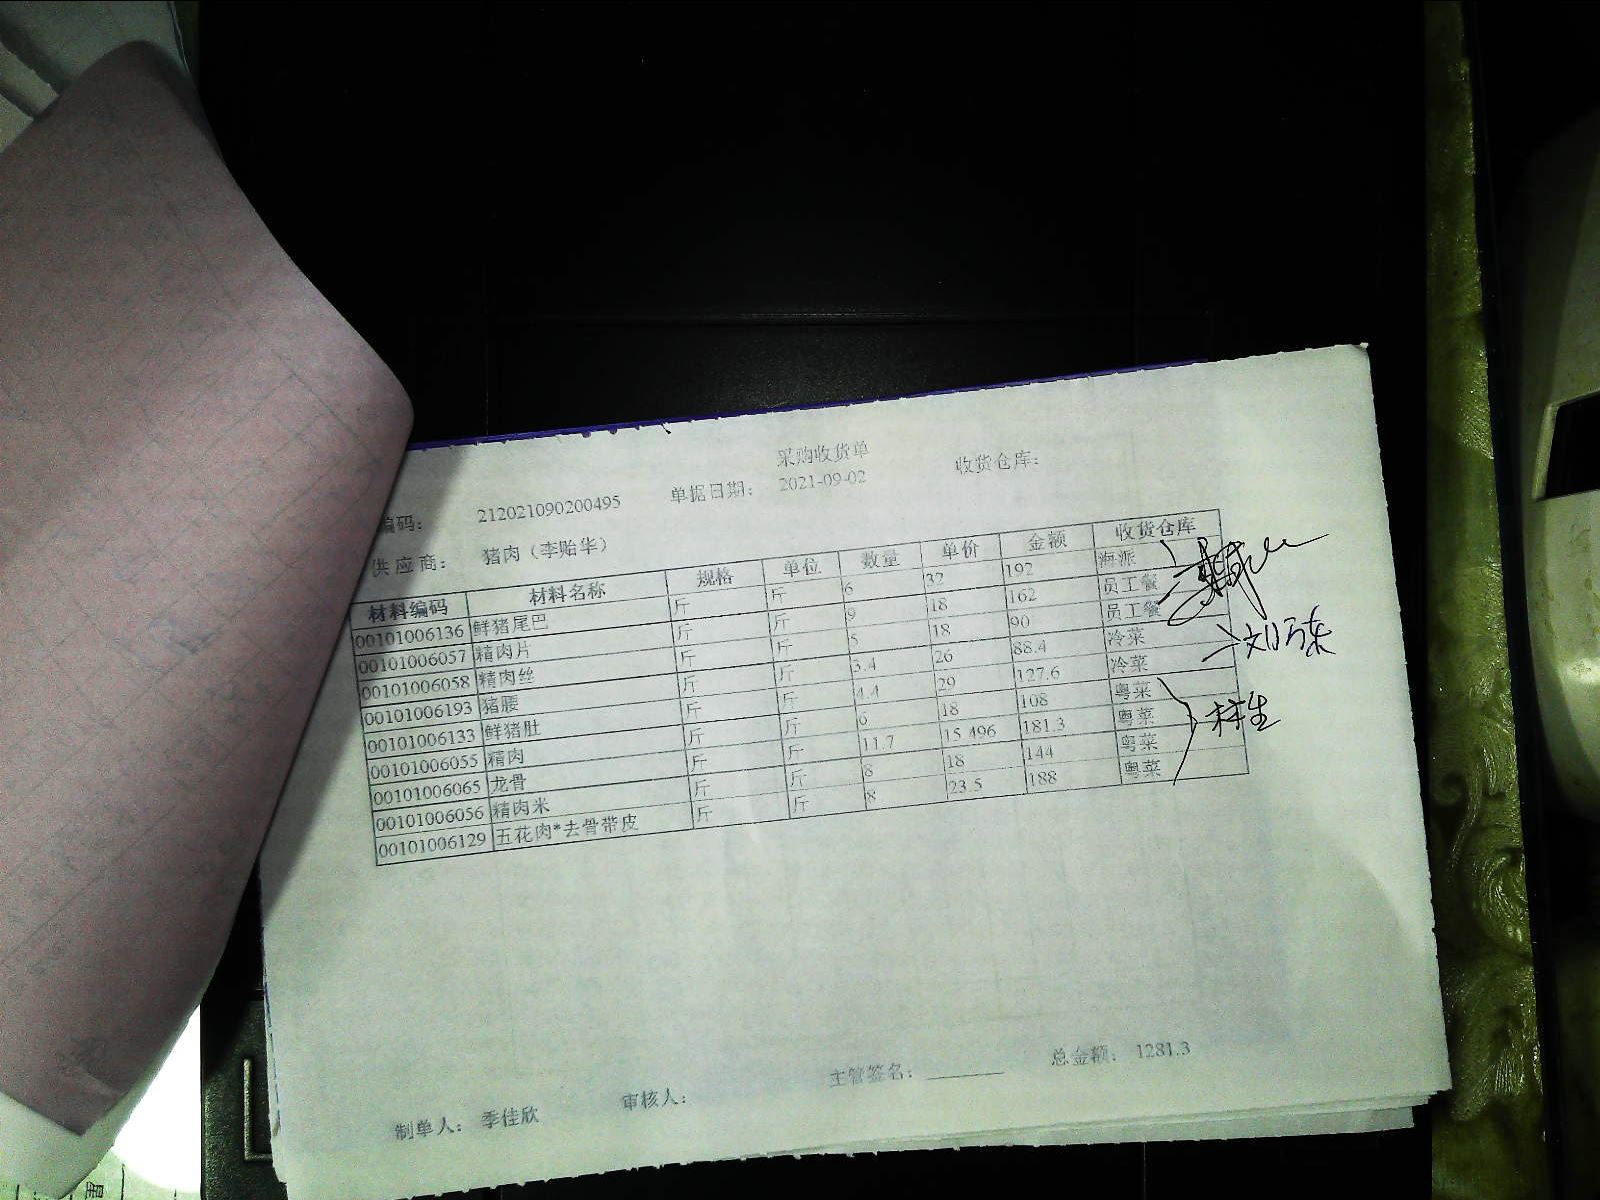 采购收货单
编码: 212021090200495 单据日期: 2021-09-02 收货仓库:
供应商: 猪肉（李贻华）
材料编码 材料名称 规格 单位 数量 单价 金额 收货仓库
00101006136 鲜猪尾巴 斤 斤 6 32 192 海派
00101006057 精肉片 斤 斤 9 18 162 员工餐
00101006058 精肉丝 斤 斤 5 18 90 员工餐
00101006193 猪腰 斤 斤 3.4 26 88.4 冷菜
00101006133 鲜猪肚 斤 斤 4.4 29 127.6 冷菜
00101006055 精肉 斤 斤 6 18 108 粤菜
00101006065 龙骨 斤 斤 11.7 15.496 181.3 粤菜
00101006056 精肉米 斤 斤 8 18 144 粤菜
00101006129 五花肉*去骨带皮 斤 斤 8 23.5 188 粤菜
主管签名: 总金额: 1281.3
制单人: 季佳欣 审核人: